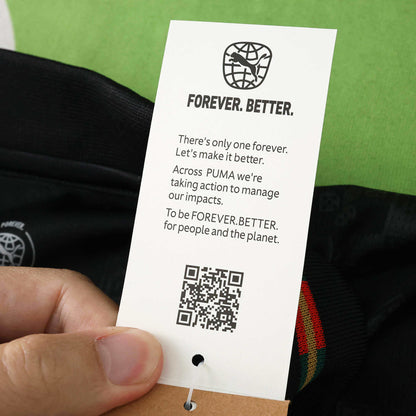 FOREVER. BETTER.
There's only one forever.
Let's make it better.
Across PUMA we're
taking action to manage
our impacts.
To be FOREVER.BETTER.
for people and the planet.
FOREVER.